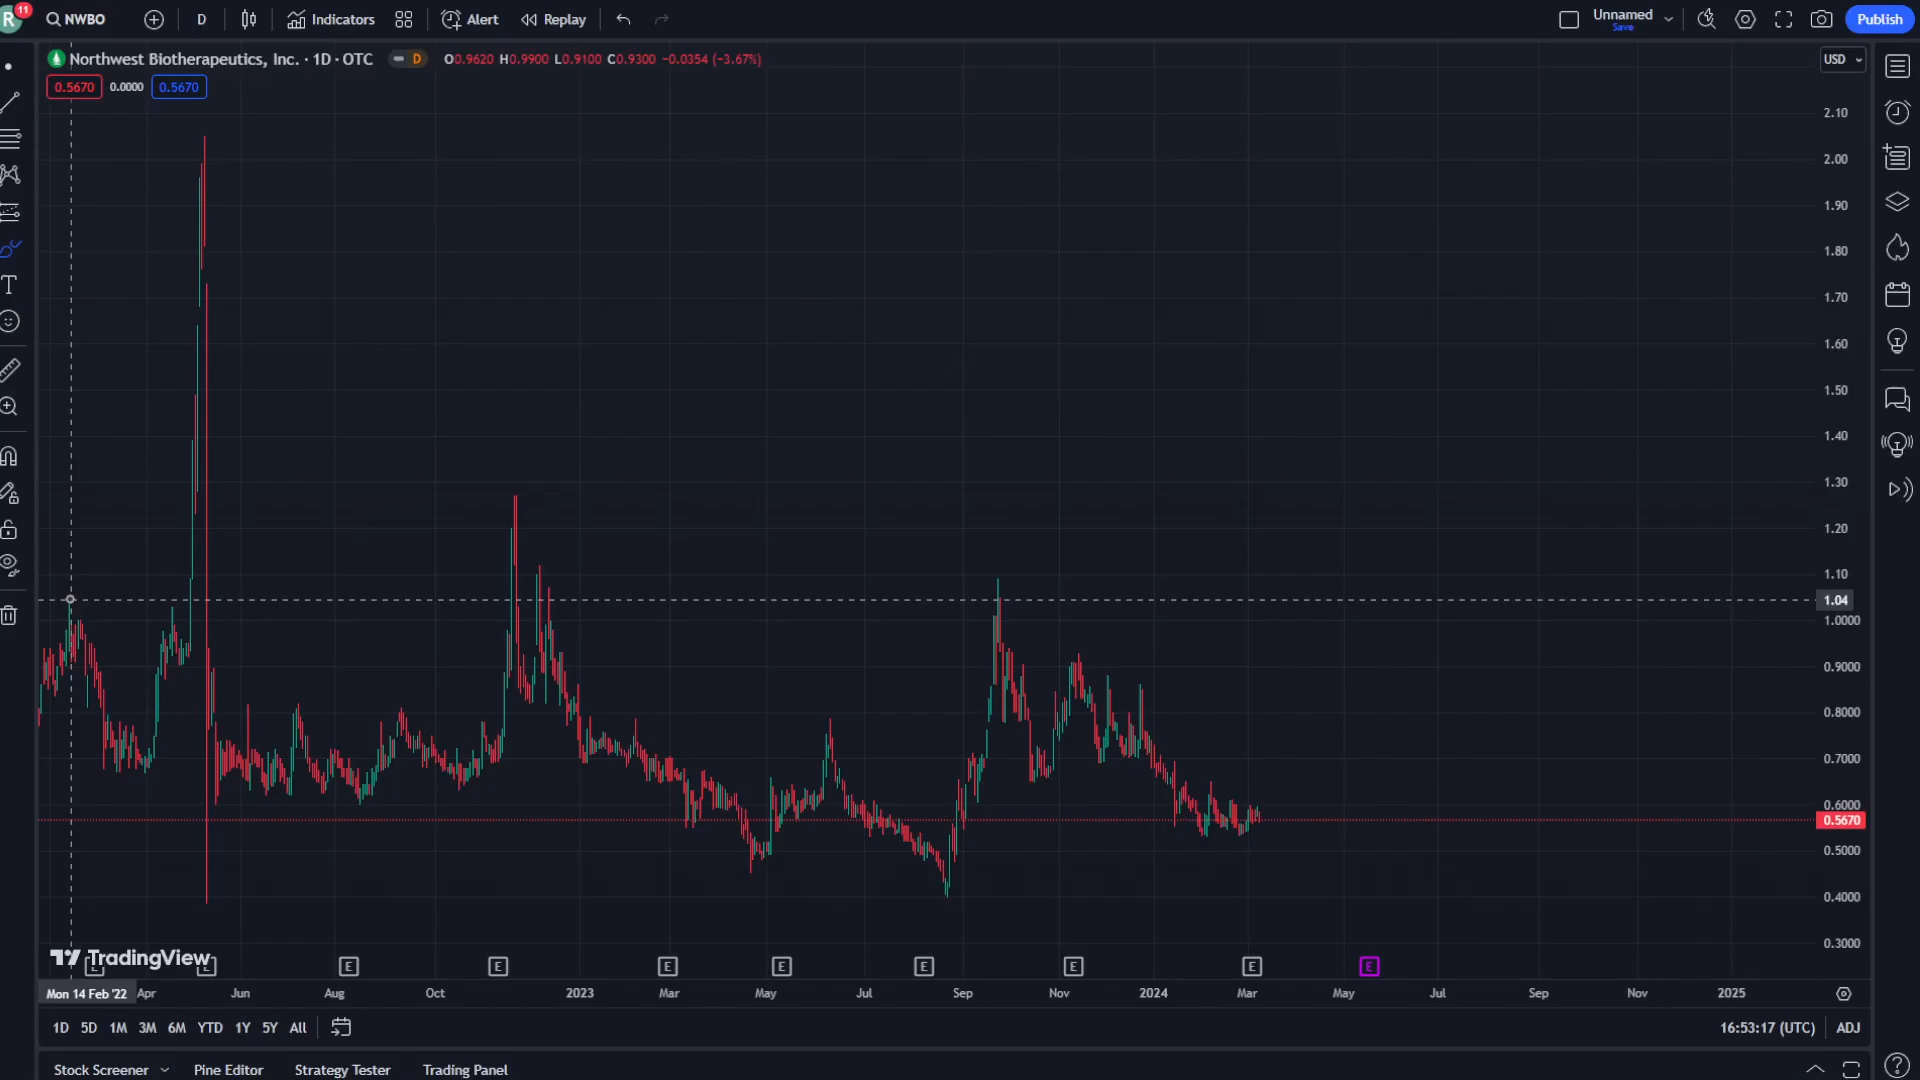 R 11 NWBO D Indicators Alert Replay Unnamed Save Publish
Northwest Biotherapeutics, Inc. · 1D · OTC D O0.9620 H0.9900 L0.9100 C0.9300 −0.0354 (−3.67%) USD
0.5670 0.0000 0.5670
2.10
2.00
1.90
1.80
1.70
1.60
1.50
1.40
1.30
1.20
1.10
1.04
1.0000
0.9000
0.8000
0.7000
0.6000
0.5670
0.5000
0.4000
0.3000
TradingView
E E E E E E E E E E
Mon 14 Feb '22 Apr Jun Aug Oct 2023 Mar May Jul Sep Nov 2024 Mar May Jul Sep Nov 2025
1D 5D 1M 3M 6M YTD 1Y 5Y All 16:53:17 (UTC) ADJ
Stock Screener Pine Editor Strategy Tester Trading Panel